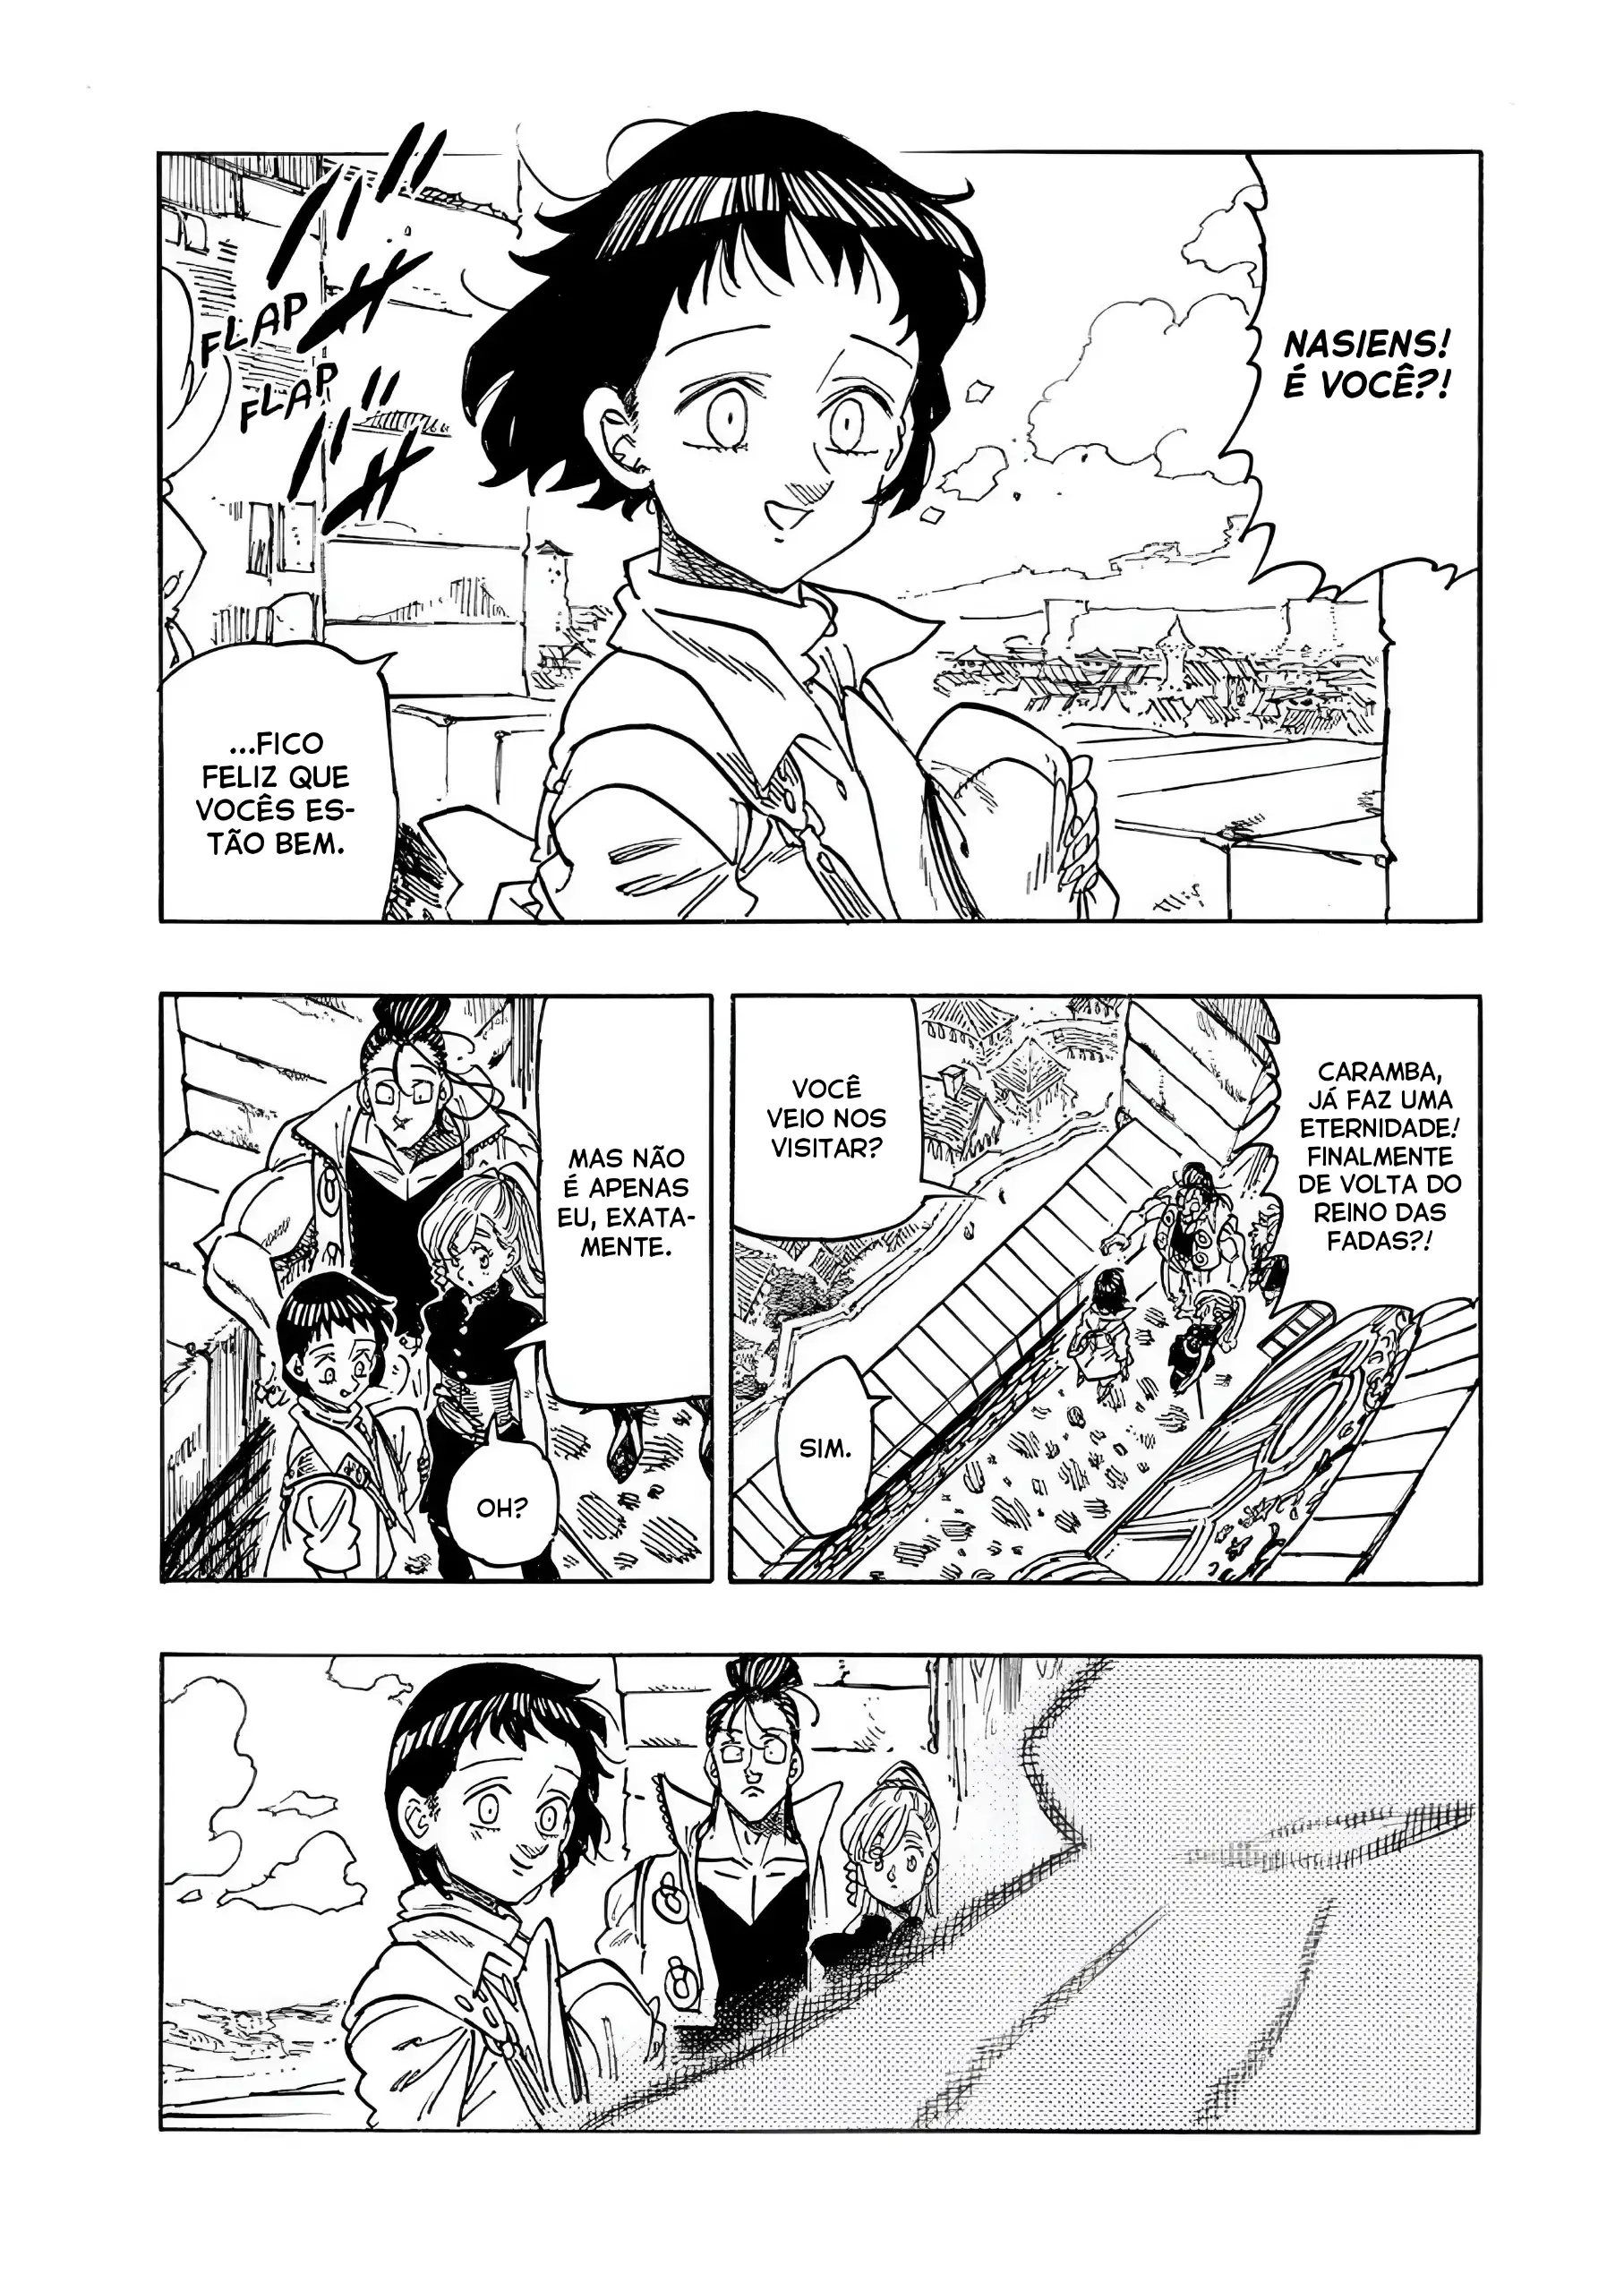 NASIENS!
É VOCÊ?!
FLAP
FLAP
...FICO
FELIZ QUE
VOCÊS ES-
TÃO BEM.
CARAMBA,
JÁ FAZ UMA
ETERNIDADE!
FINALMENTE
DE VOLTA DO
REINO DAS
FADAS?!
VOCÊ
VEIO NOS
VISITAR?
SIM.
MAS NÃO
É APENAS
EU, EXATA-
MENTE.
OH?